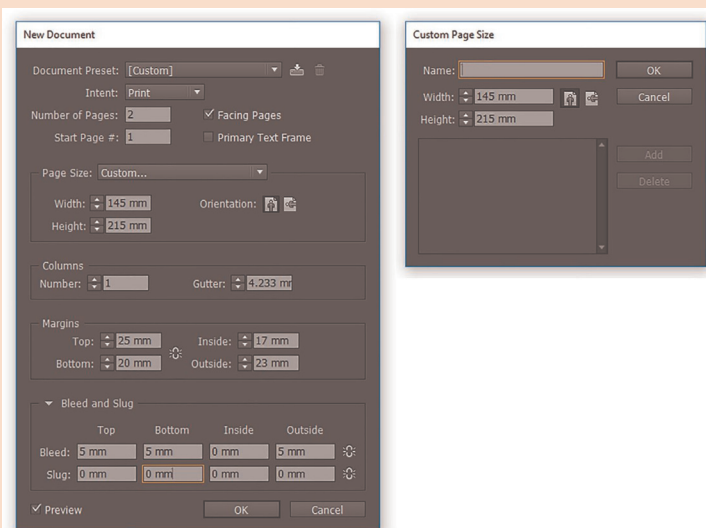 New Document
Document Preset: [Custom]
Intent: Print
Number of Pages: 2
Facing Pages
Start Page #: 1
Primary Text Frame
Page Size: Custom...
Width: 145 mm
Orientation:
Height: 215 mm
Columns
Number: 1
Gutter: 4.233 mm
Margins
Top: 25 mm
Inside: 17 mm
Bottom: 20 mm
Outside: 23 mm
Bleed and Slug
Top Bottom Inside Outside
Bleed: 5 mm 5 mm 0 mm 5 mm
Slug: 0 mm 0 mm 0 mm 0 mm
Preview
OK
Cancel
Custom Page Size
Name:
OK
Width: 145 mm
Cancel
Height: 215 mm
Add
Delete